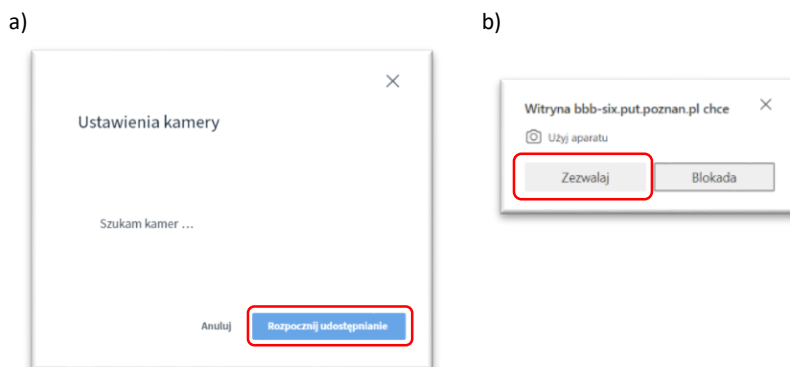 a)
Ustawienia kamery
Szukam kamer ...
Anuluj
Rozpocznij udostępnianie
b)
Witryna bbb-six.put.poznan.pl chce
Użyj aparatu
Zezwalaj
Blokada